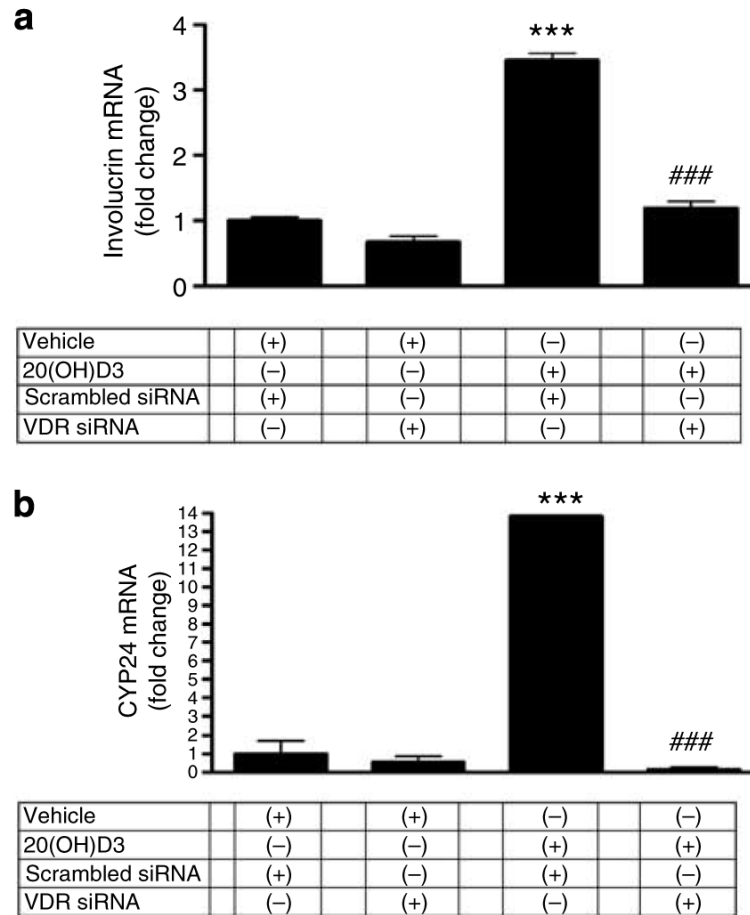 a
Involucrin mRNA
(fold change)
4
3
2
1
0
***
###
Vehicle (+) (+) (–) (–)
20(OH)D3 (–) (–) (+) (+)
Scrambled siRNA (+) (–) (+) (–)
VDR siRNA (–) (+) (–) (+)
b
CYP24 mRNA
(fold change)
14
13
12
11
10
9
8
7
6
5
4
3
2
1
0
***
###
Vehicle (+) (+) (–) (–)
20(OH)D3 (–) (–) (+) (+)
Scrambled siRNA (+) (–) (+) (–)
VDR siRNA (–) (+) (–) (+)